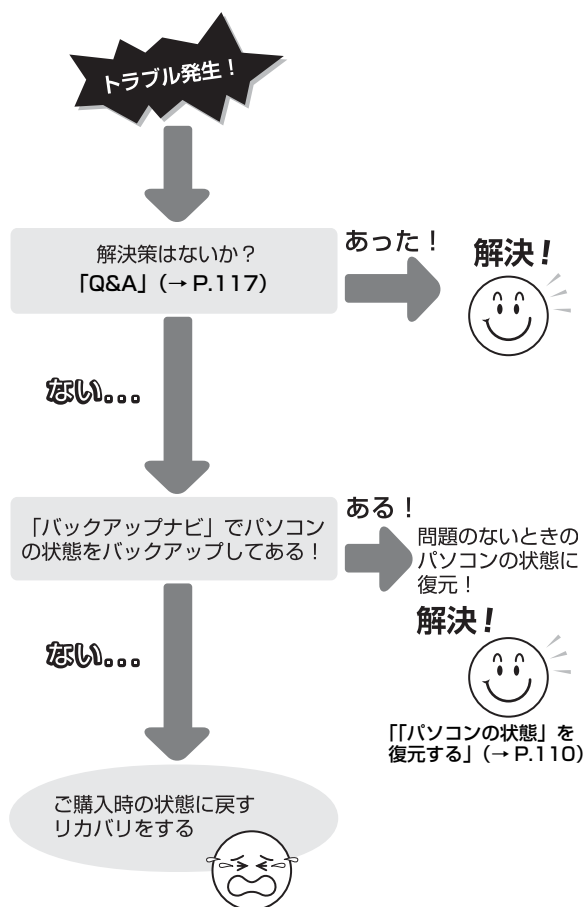 トラブル発生！
解決策はないか？
「Q&A」（→ P.117）
あった！
解決！
ない...
「バックアップナビ」でパソコン
の状態をバックアップしてある！
ある！
問題のないときの
パソコンの状態に
復元！
解決！
「「パソコンの状態」を
復元する」（→ P.110）
ない...
ご購入時の状態に戻す
リカバリをする